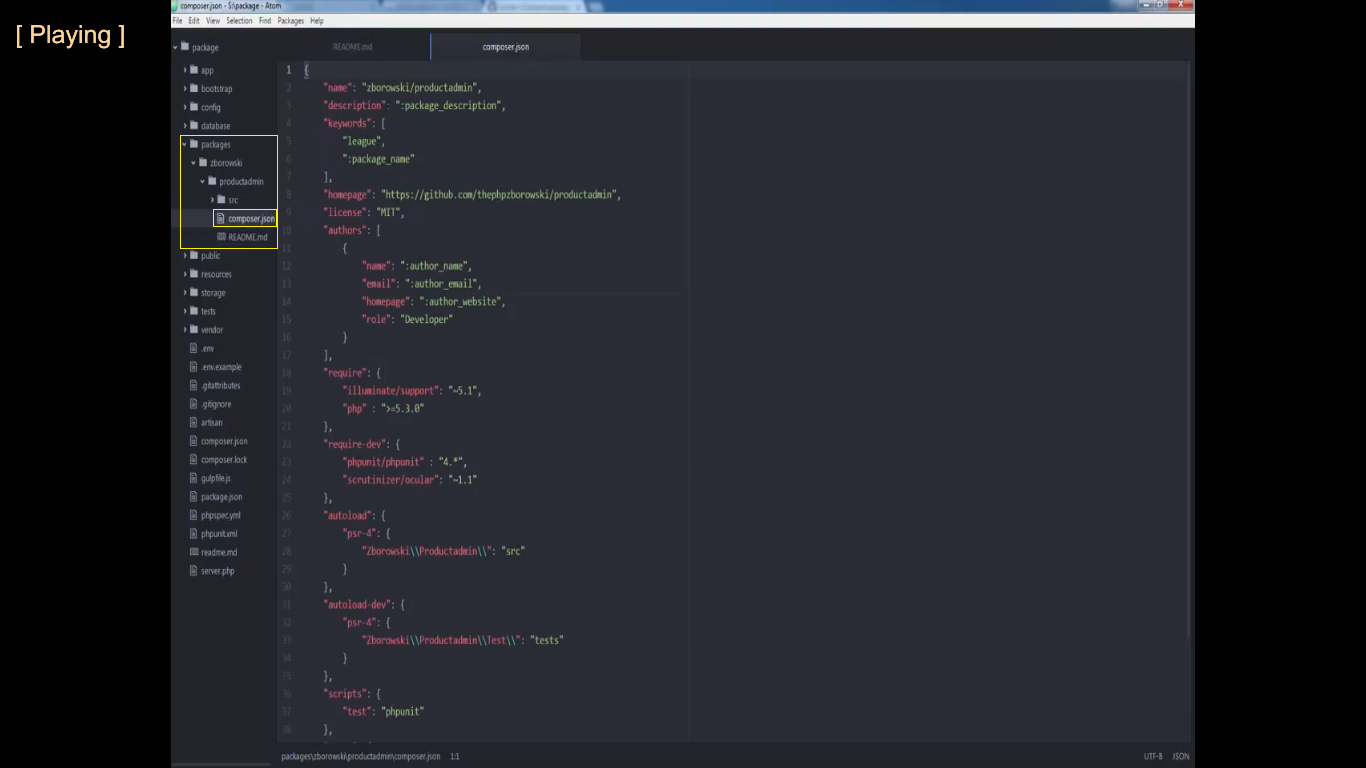 [ Playing ]
composer.json - S:\package - Atom
File Edit View Selection Find Packages Help
package
app
bootstrap
config
database
packages
zborowski
productadmin
src
composer.json
README.md
public
resources
storage
tests
vendor
.env
.env.example
.gitattributes
.gitignore
artisan
composer.json
composer.lock
gulpfile.js
package.json
phpspec.yml
phpunit.xml
readme.md
server.php
README.md composer.json
1 {
2 "name": "zborowski/productadmin",
3 "description": ":package_description",
4 "keywords": [
5 "league",
6 ":package_name"
7 ],
8 "homepage": "https://github.com/thephpzborowski/productadmin",
9 "license": "MIT",
10 "authors": [
11 {
12 "name": ":author_name",
13 "email": ":author_email",
14 "homepage": ":author_website",
15 "role": "Developer"
16 }
17 ],
18 "require": {
19 "illuminate/support": "~5.1",
20 "php" : ">=5.3.0"
21 },
22 "require-dev": {
23 "phpunit/phpunit" : "4.*",
24 "scrutinizer/ocular": "~1.1"
25 },
26 "autoload": {
27 "psr-4": {
28 "Zborowski\\Productadmin\\": "src"
29 }
30 },
31 "autoload-dev": {
32 "psr-4": {
33 "Zborowski\\Productadmin\\Test\\": "tests"
34 }
35 },
36 "scripts": {
37 "test": "phpunit"
38 },
packages\zborowski\productadmin\composer.json 1:1 UTF-8 JSON